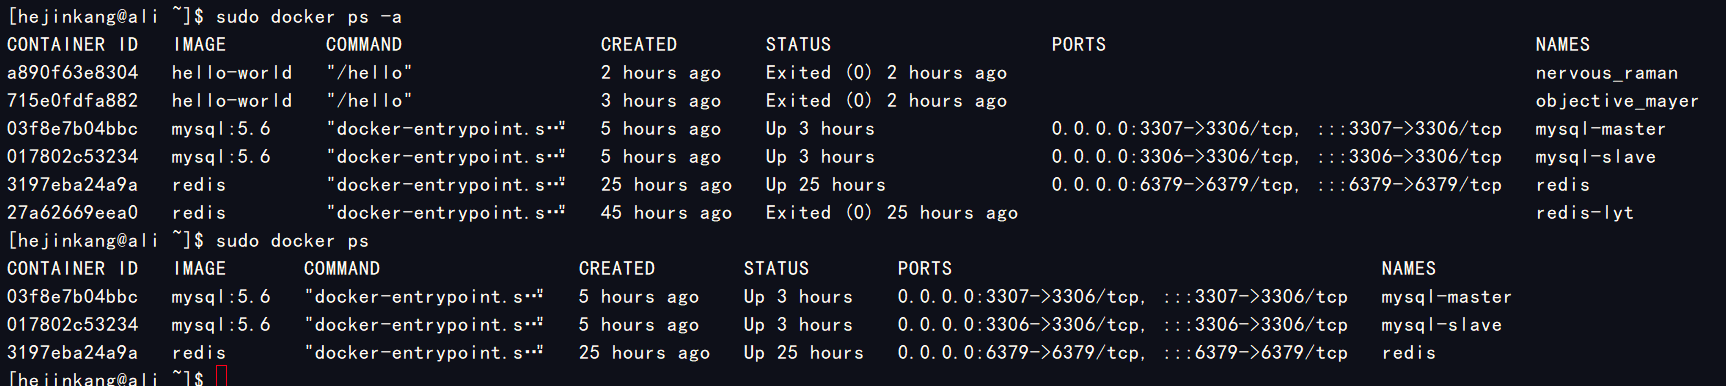 [hejinkang@ali ~]$ sudo docker ps -a
CONTAINER ID   IMAGE         COMMAND                  CREATED        STATUS                    PORTS                                       NAMES
a890f63e8304   hello-world   "/hello"                 2 hours ago    Exited (0) 2 hours ago                                                nervous_raman
715e0fdfa882   hello-world   "/hello"                 3 hours ago    Exited (0) 2 hours ago                                                objective_mayer
03f8e7b04bbc   mysql:5.6     "docker-entrypoint.s…"   5 hours ago    Up 3 hours                0.0.0.0:3307->3306/tcp, :::3307->3306/tcp   mysql-master
017802c53234   mysql:5.6     "docker-entrypoint.s…"   5 hours ago    Up 3 hours                0.0.0.0:3306->3306/tcp, :::3306->3306/tcp   mysql-slave
3197eba24a9a   redis         "docker-entrypoint.s…"   25 hours ago   Up 25 hours               0.0.0.0:6379->6379/tcp, :::6379->6379/tcp   redis
27a62669eea0   redis         "docker-entrypoint.s…"   45 hours ago   Exited (0) 25 hours ago                                               redis-lyt
[hejinkang@ali ~]$ sudo docker ps
CONTAINER ID   IMAGE       COMMAND                  CREATED        STATUS        PORTS                                       NAMES
03f8e7b04bbc   mysql:5.6   "docker-entrypoint.s…"   5 hours ago    Up 3 hours    0.0.0.0:3307->3306/tcp, :::3307->3306/tcp   mysql-master
017802c53234   mysql:5.6   "docker-entrypoint.s…"   5 hours ago    Up 3 hours    0.0.0.0:3306->3306/tcp, :::3306->3306/tcp   mysql-slave
3197eba24a9a   redis       "docker-entrypoint.s…"   25 hours ago   Up 25 hours   0.0.0.0:6379->6379/tcp, :::6379->6379/tcp   redis
[hejinkang@ali ~]$